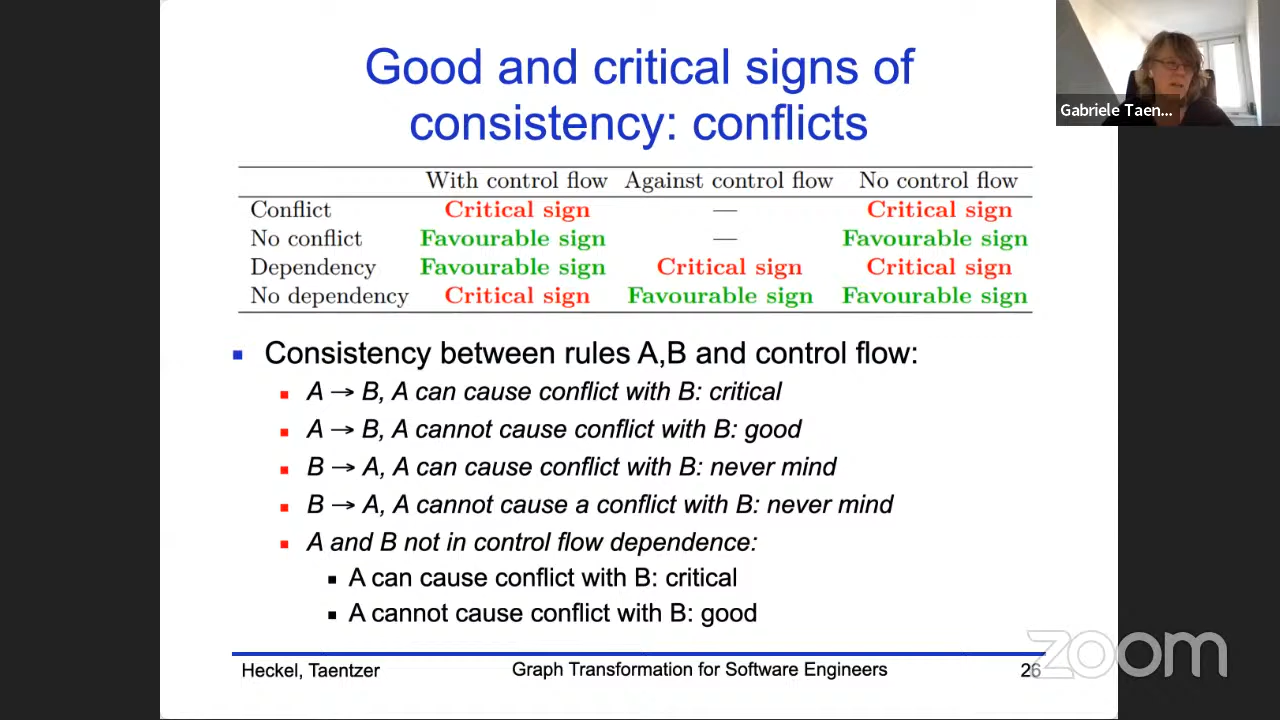 Good and critical signs of
consistency: conflicts
Gabriele Taen...
With control flow Against control flow No control flow
Conflict Critical sign — Critical sign
No conflict Favourable sign — Favourable sign
Dependency Favourable sign Critical sign Critical sign
No dependency Critical sign Favourable sign Favourable sign
Consistency between rules A,B and control flow:
A → B, A can cause conflict with B: critical
A → B, A cannot cause conflict with B: good
B → A, A can cause conflict with B: never mind
B → A, A cannot cause a conflict with B: never mind
A and B not in control flow dependence:
A can cause conflict with B: critical
A cannot cause conflict with B: good
Heckel, Taentzer Graph Transformation for Software Engineers 26
zoom